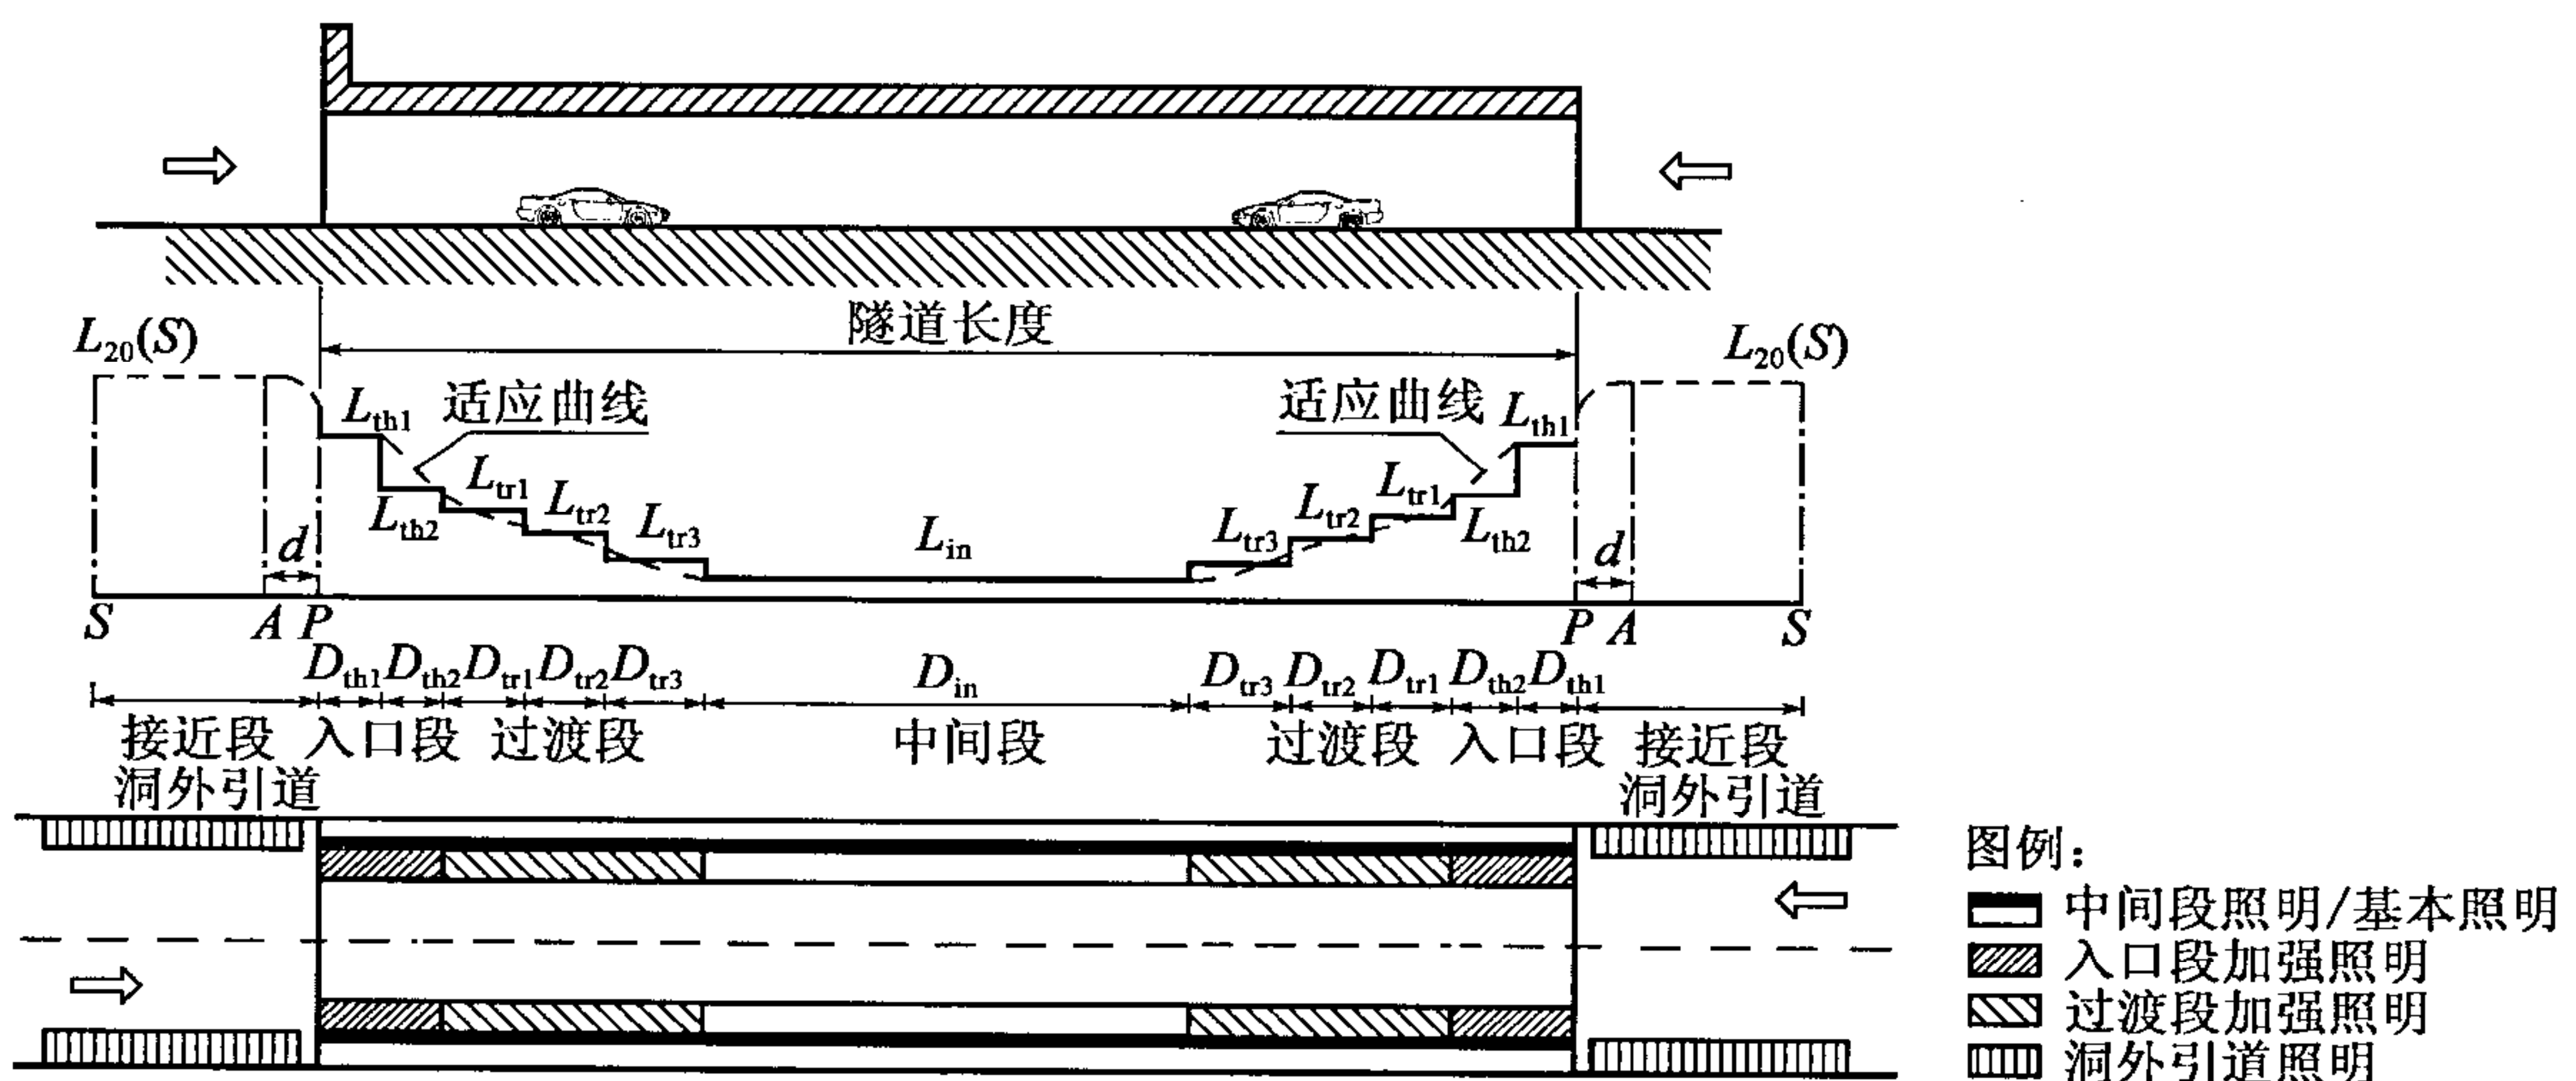 隧道长度
L20(S) L20(S)
Lth1 适应曲线 适应曲线 Lth1
Ltr1 Ltr1
Lth2 Ltr2 Ltr3 Lin Ltr3 Ltr2 Lth2
d d
S A P P A S
Dth1 Dth2 Dtr1 Dtr2 Dtr3 Din Dtr3 Dtr2 Dtr1 Dth2 Dth1
接近段 入口段 过渡段 中间段 过渡段 入口段 接近段
洞外引道 洞外引道
图例：
中间段照明/基本照明
入口段加强照明
过渡段加强照明
洞外引道照明